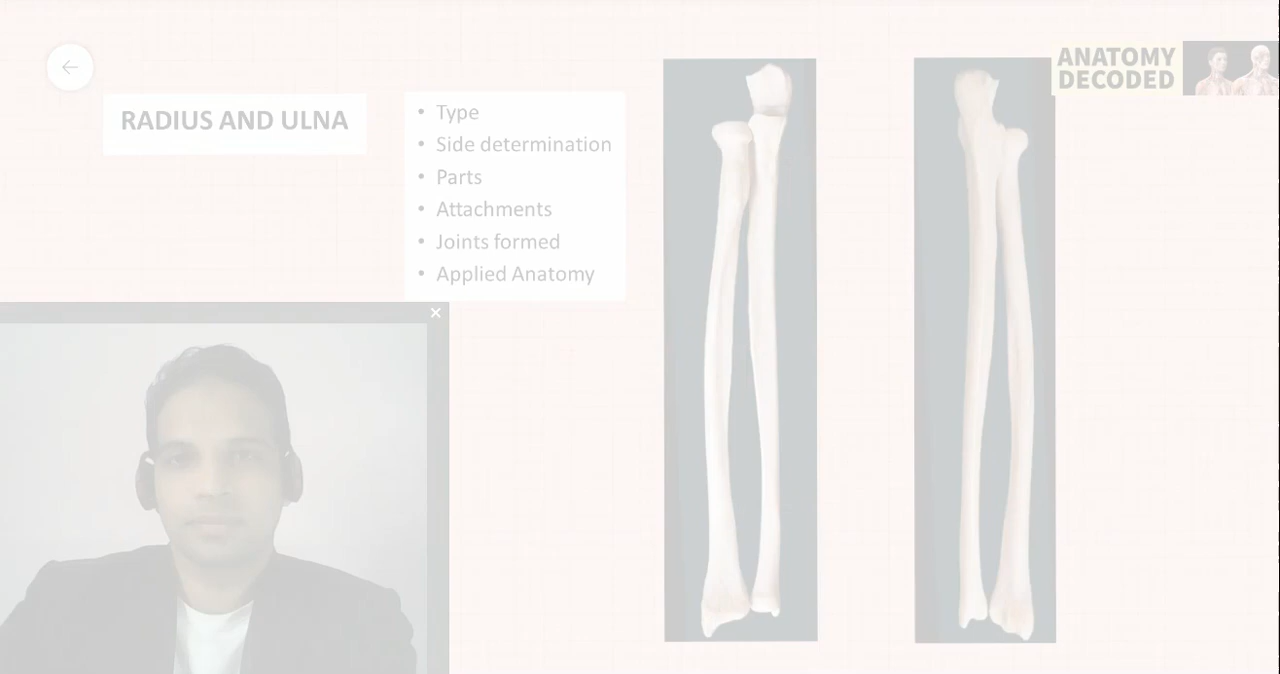 RADIUS AND ULNA
• Type
• Side determination
• Parts
• Attachments
• Joints formed
• Applied Anatomy
ANATOMY
DECODED